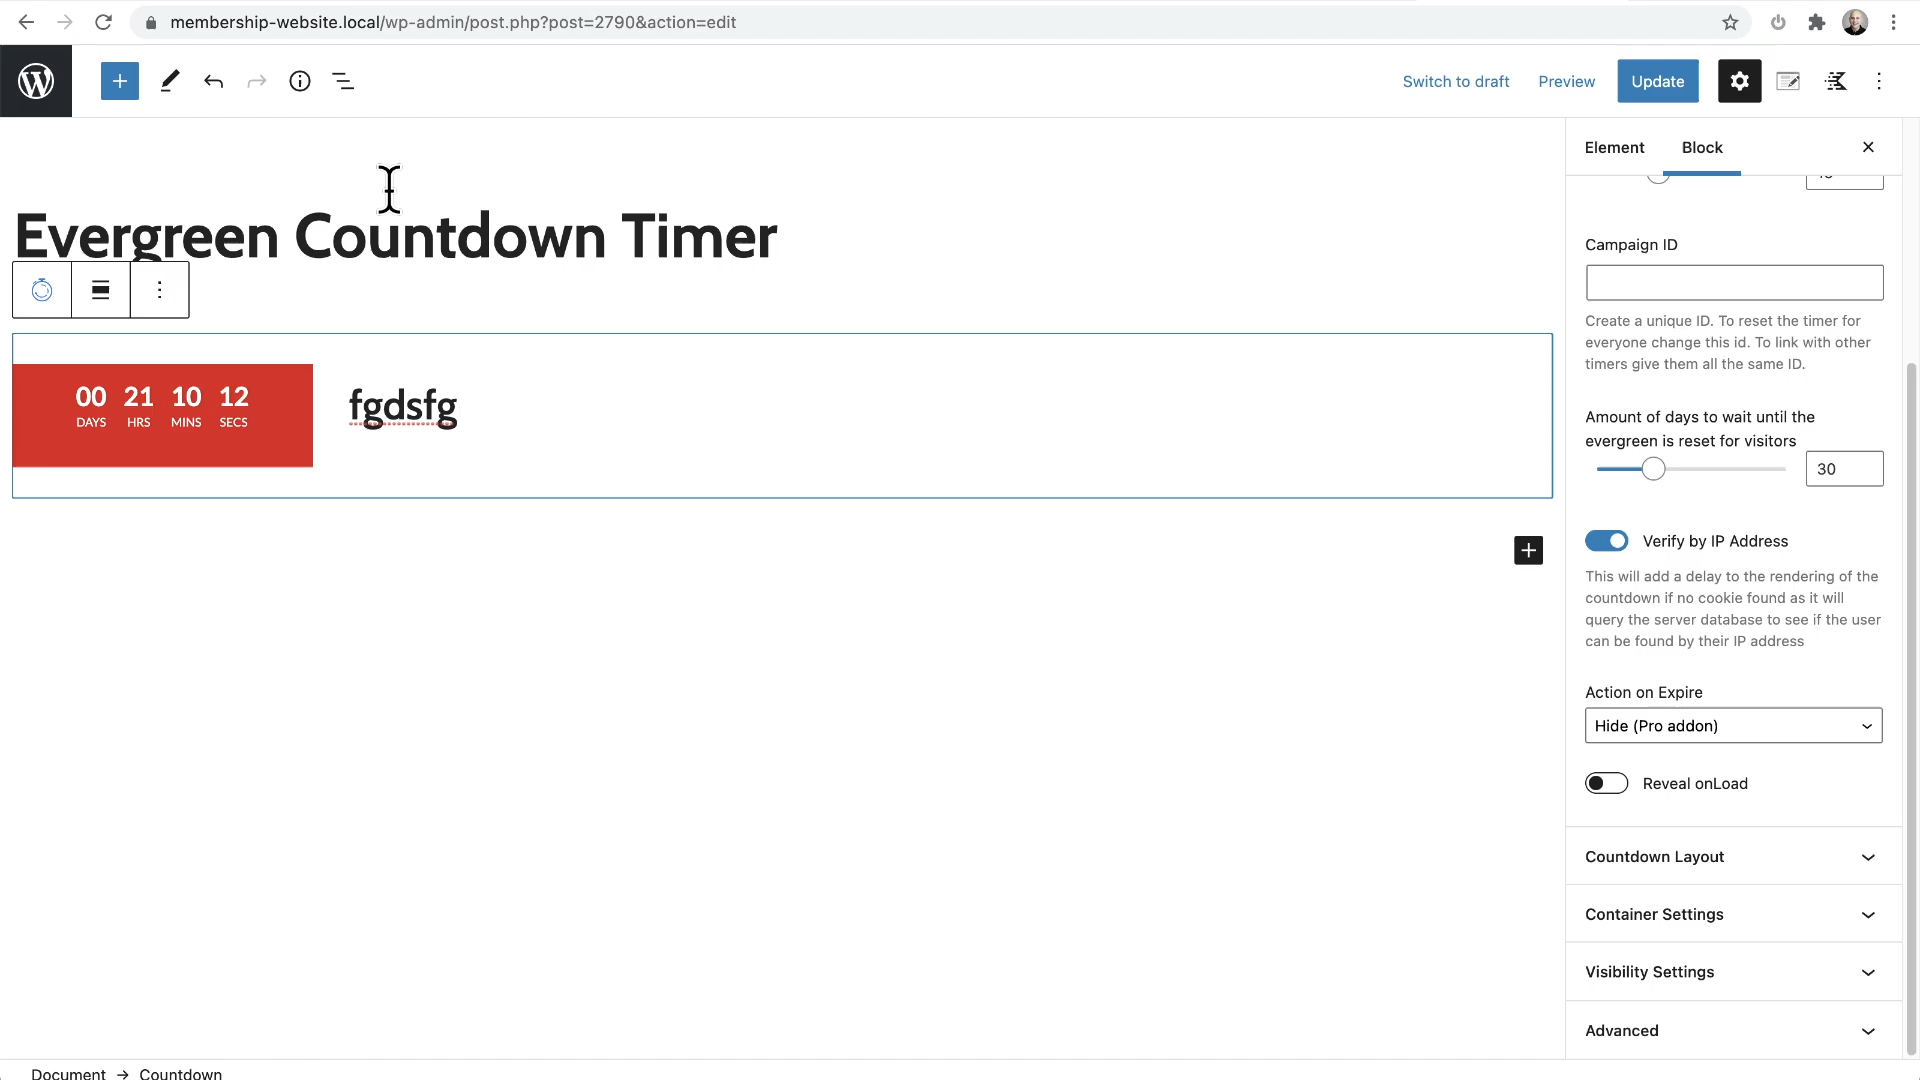 membership-website.local/wp-admin/post.php?post=2790&action=edit
Switch to draft
Preview
Update
Element
Block
Evergreen Countdown Timer
00 21 10 12
DAYS HRS MINS SECS
fgdsfg
Campaign ID
Create a unique ID. To reset the timer for
everyone change this id. To link with other
timers give them all the same ID.
Amount of days to wait until the
evergreen is reset for visitors
30
Verify by IP Address
This will add a delay to the rendering of the
countdown if no cookie found as it will
query the server database to see if the user
can be found by their IP address
Action on Expire
Hide (Pro addon)
Reveal onLoad
Countdown Layout
Container Settings
Visibility Settings
Advanced
Document → Countdown